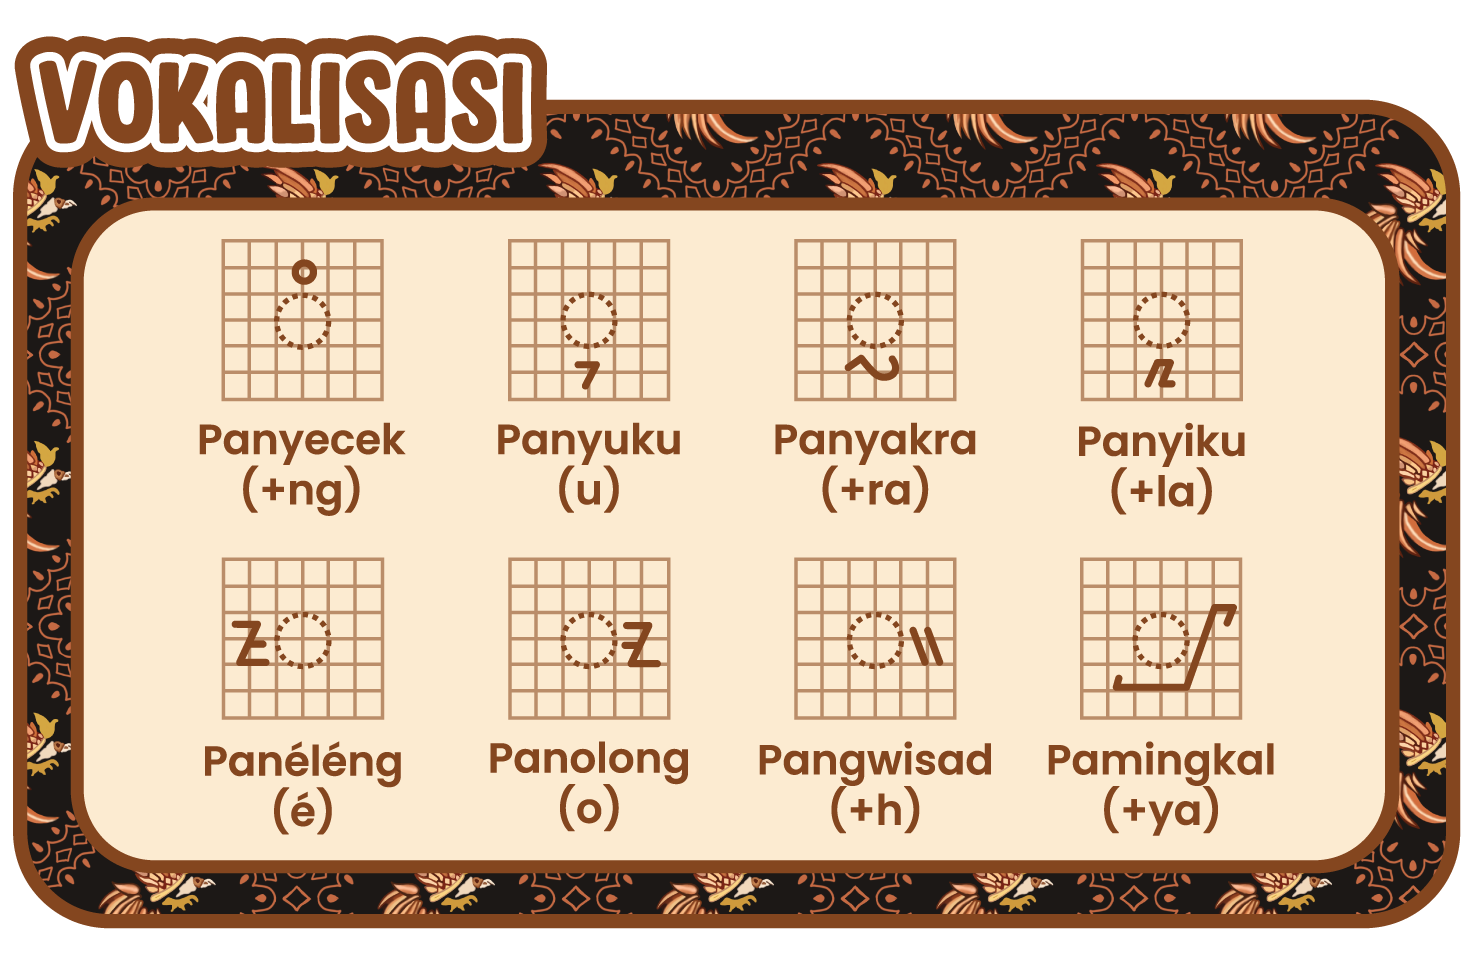 VOKALISASI
Panyecek
(+ng)
Panyuku
(u)
Panyakra
(+ra)
Panyiku
(+la)
Panéléng
(é)
Panolong
(o)
Pangwisad
(+h)
Pamingkal
(+ya)